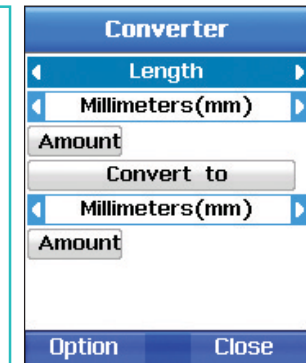 Converter
Length
Millimeters(mm)
Amount
Convert to
Millimeters(mm)
Amount
Option Close